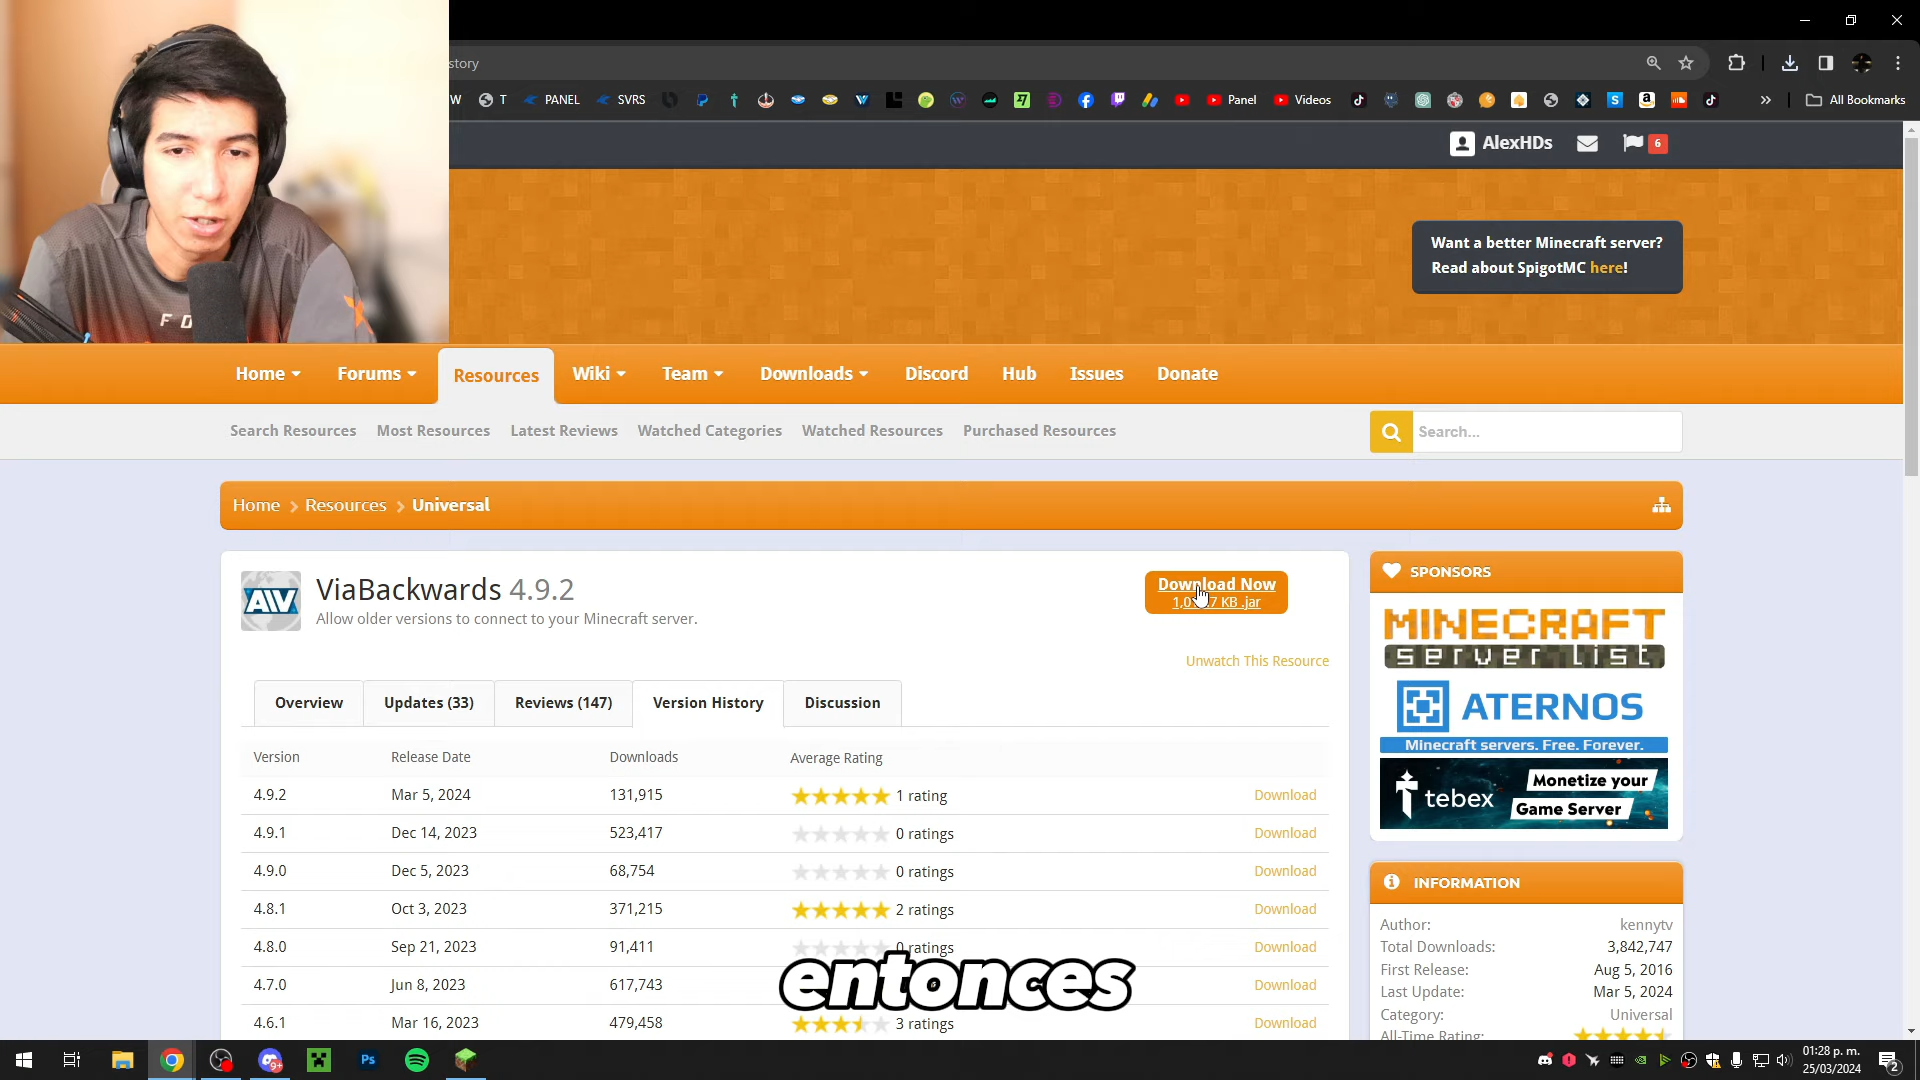 story
W T PANEL SVRS Panel Videos All Bookmarks
AlexHDs 6
Want a better Minecraft server?
Read about SpigotMC here!
Home Forums Resources Wiki Team Downloads Discord Hub Issues Donate
Search Resources Most Resources Latest Reviews Watched Categories Watched Resources Purchased Resources Search...
Home Resources Universal
ViaBackwards 4.9.2
Allow older versions to connect to your Minecraft server.
Download Now
KB .jar
Unwatch This Resource
Overview Updates (33) Reviews (147) Version History Discussion
Version Release Date Downloads Average Rating
4.9.2 Mar 5, 2024 131,915 1 rating Download
4.9.1 Dec 14, 2023 523,417 0 ratings Download
4.9.0 Dec 5, 2023 68,754 0 ratings Download
4.8.1 Oct 3, 2023 371,215 2 ratings Download
4.8.0 Sep 21, 2023 91,411 0 ratings Download
4.7.0 Jun 8, 2023 617,743 Download
4.6.1 Mar 16, 2023 479,458 3 ratings Download
entonces
SPONSORS
MINECRAFT
server list
ATERNOS
Minecraft servers. Free. Forever.
tebex
Monetize your
Game Server
INFORMATION
Author: kennytv
Total Downloads: 3,842,747
First Release: Aug 5, 2016
Last Update: Mar 5, 2024
Category: Universal
All-Time Rating:
F D
Ps
01:28 p. m.
25/03/2024
2